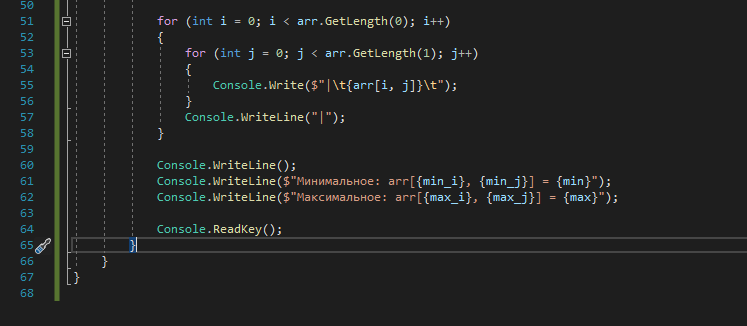 50
51 for (int i = 0; i < arr.GetLength(0); i++)
52 {
53 for (int j = 0; j < arr.GetLength(1); j++)
54 {
55 Console.Write($"|\t{arr[i, j]}\t");
56 }
57 Console.WriteLine("|");
58 }
59
60 Console.WriteLine();
61 Console.WriteLine($"Минимальное: arr[{min_i}, {min_j}] = {min}");
62 Console.WriteLine($"Максимальное: arr[{max_i}, {max_j}] = {max}");
63
64 Console.ReadKey();
65 }
66 }
67 }
68